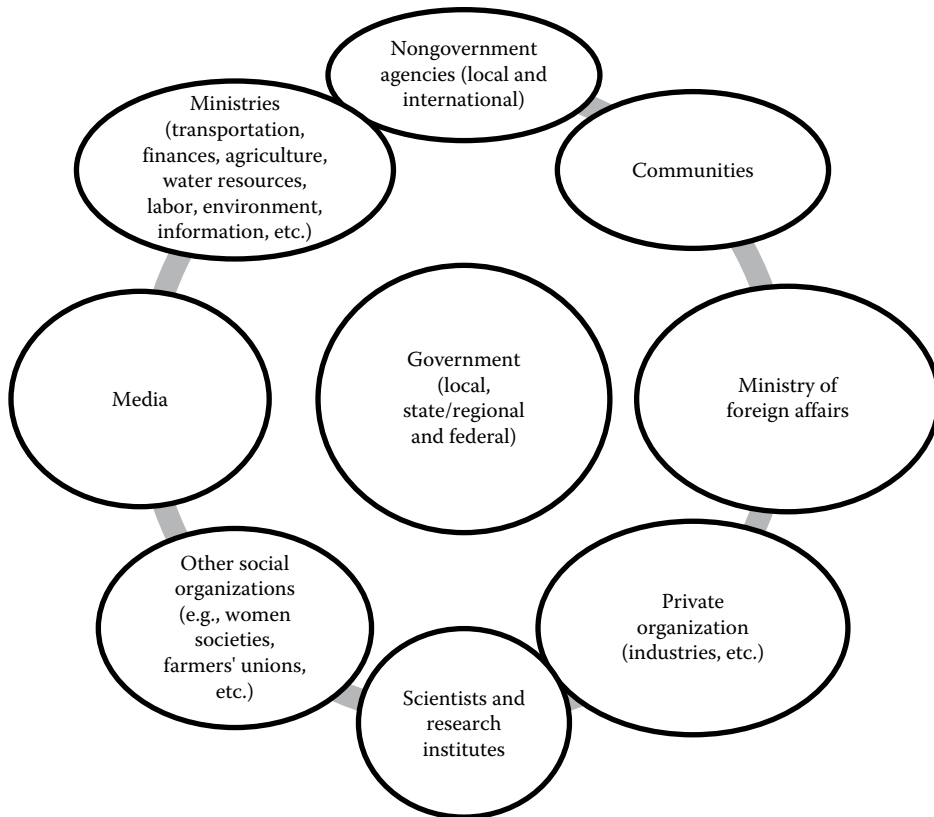 Nongovernment
agencies (local and
international)
Ministries
(transportation,
finances, agriculture,
water resources,
labor, environment,
information, etc.)
Communities
Media
Government
(local,
state/regional
and federal)
Ministry of
foreign affairs
Other social
organizations
(e.g., women
societies,
farmers' unions,
etc.)
Private
organization
(industries, etc.)
Scientists and
research
institutes